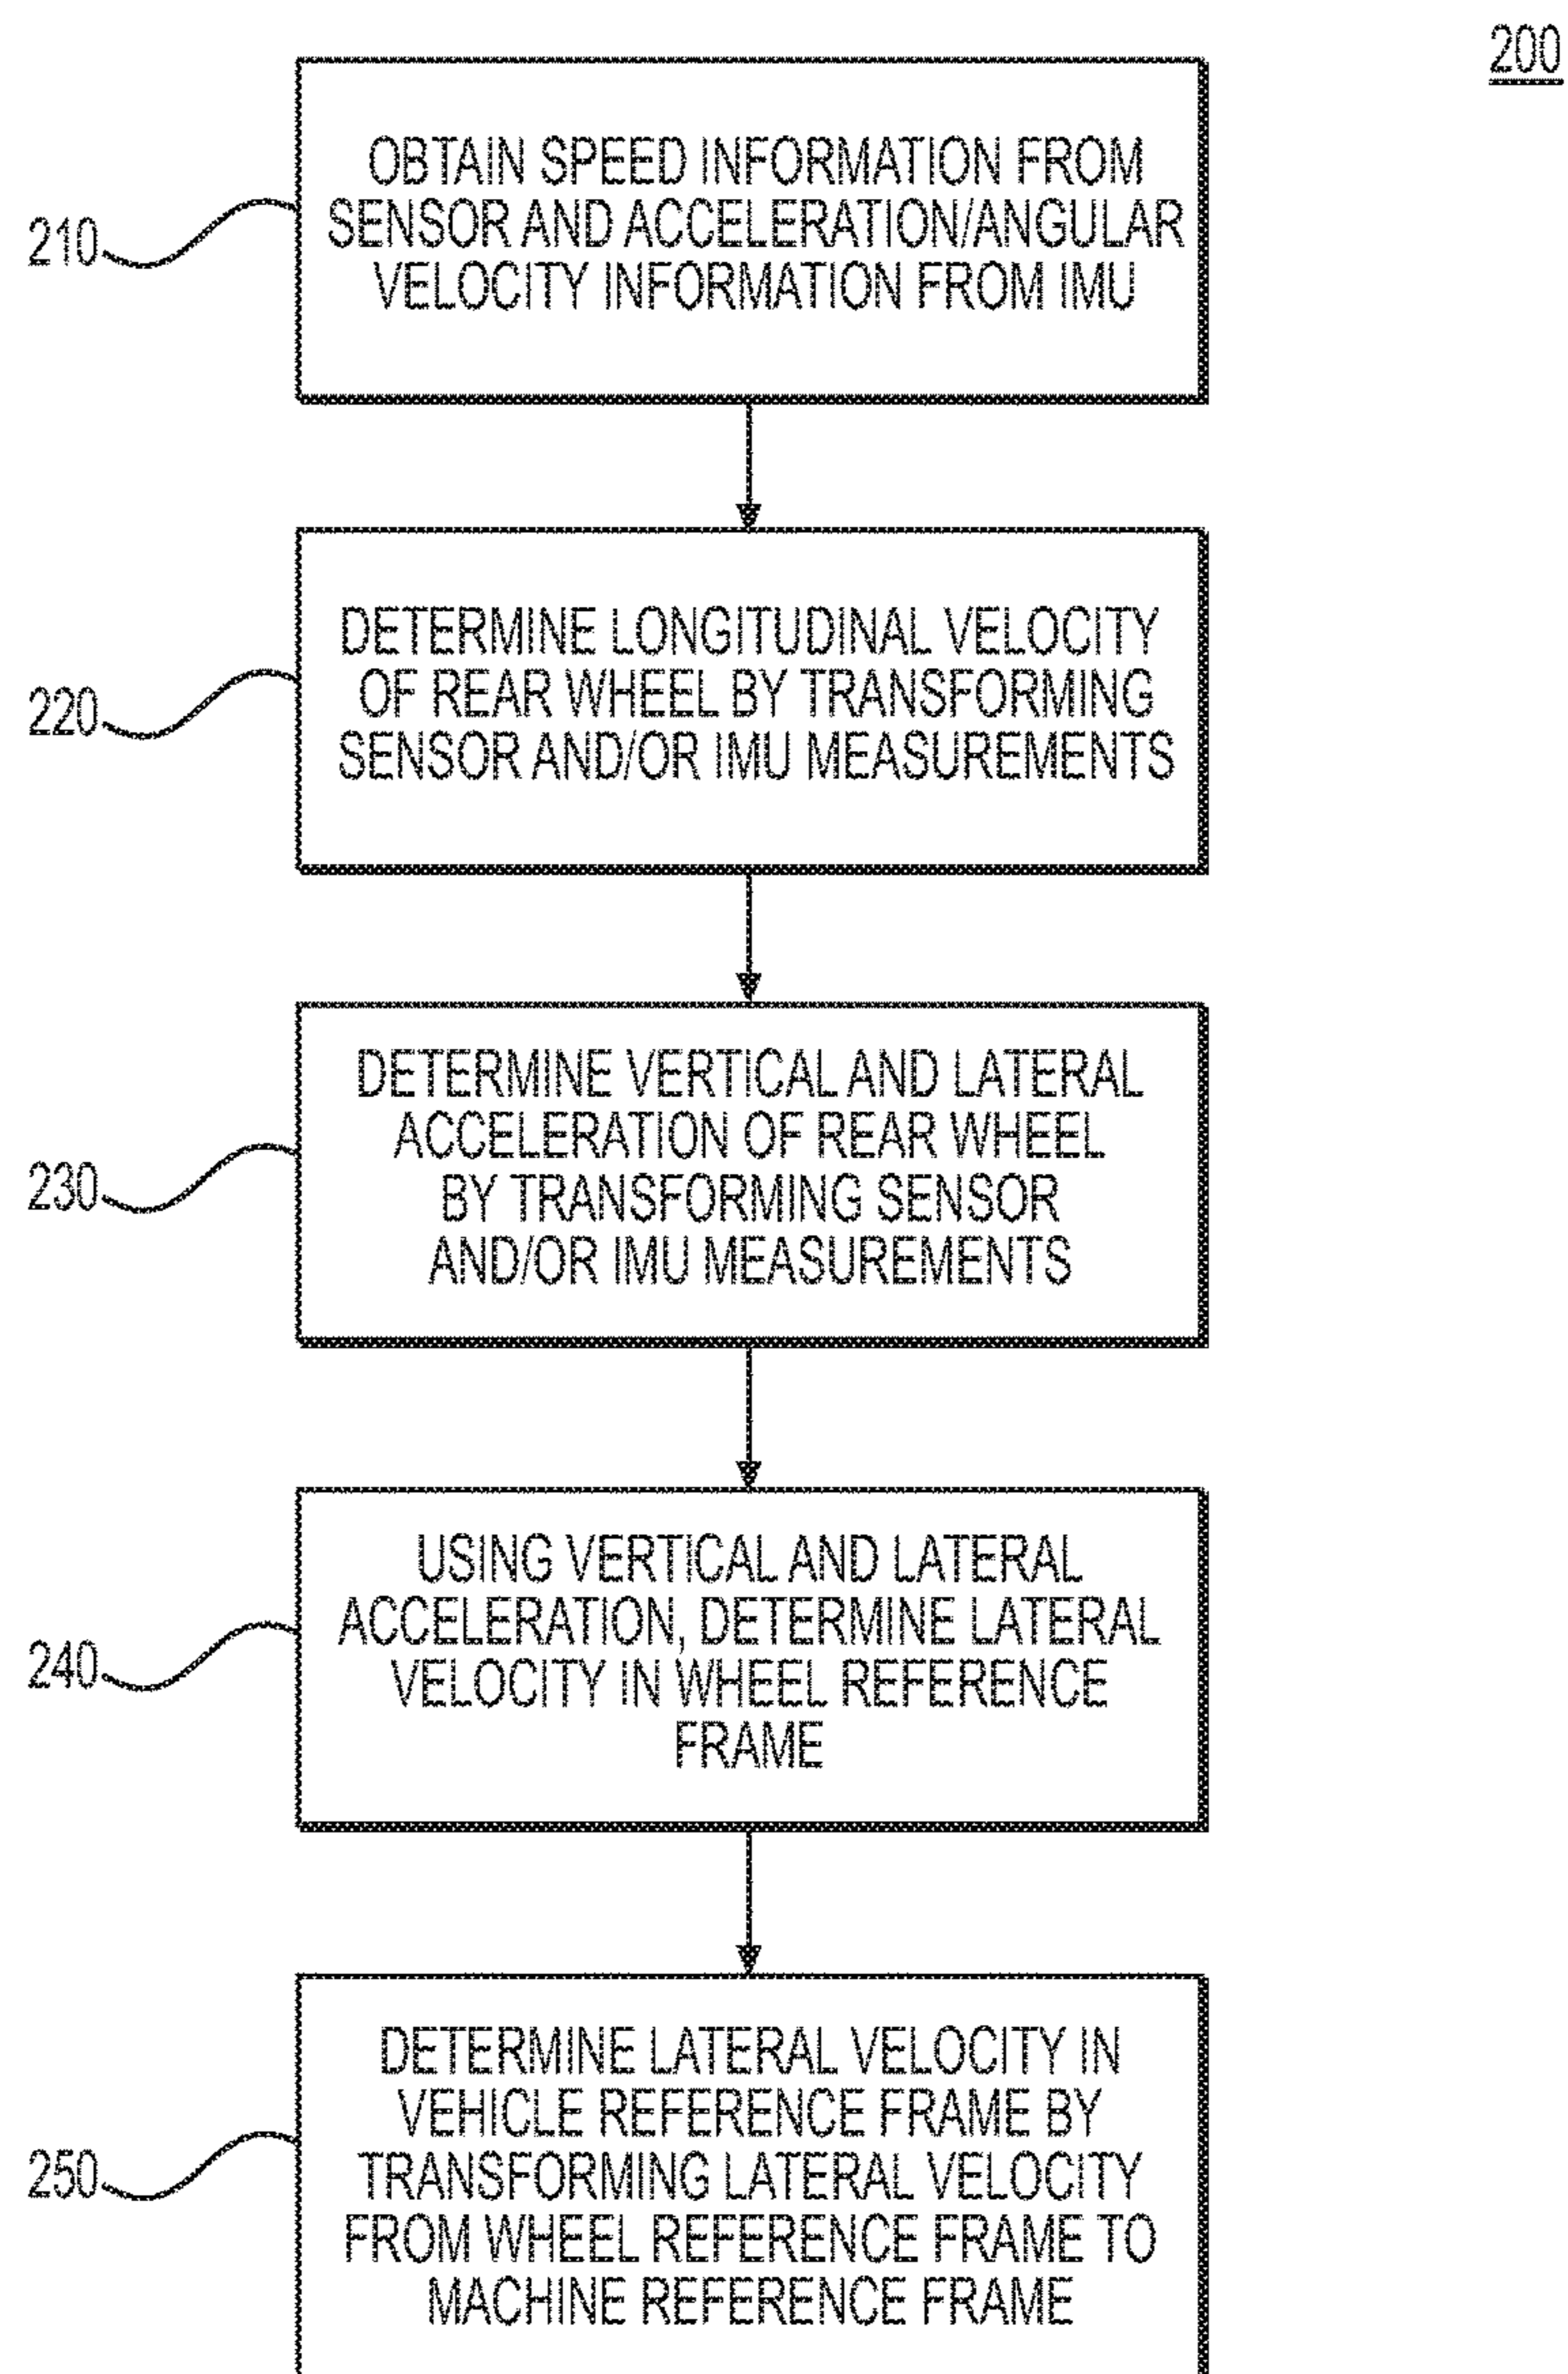 200
OBTAIN SPEED INFORMATION FROM
SENSOR AND ACCELERATION/ANGULAR
VELOCITY INFORMATION FROM IMU
210
DETERMINE LONGITUDINAL VELOCITY
OF REAR WHEEL BY TRANSFORMING
SENSOR AND/OR IMU MEASUREMENTS
220
DETERMINE VERTICAL AND LATERAL
ACCELERATION OF REAR WHEEL
BY TRANSFORMING SENSOR
AND/OR IMU MEASUREMENTS
230
USING VERTICAL AND LATERAL
ACCELERATION, DETERMINE LATERAL
VELOCITY IN WHEEL REFERENCE
FRAME
240
DETERMINE LATERAL VELOCITY IN
VEHICLE REFERENCE FRAME BY
TRANSFORMING LATERAL VELOCITY
FROM WHEEL REFERENCE FRAME TO
MACHINE REFERENCE FRAME
250